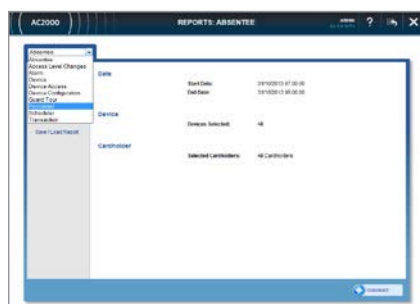 AC2000
REPORTS: ABSENTEE
admin
?
Absentee
Absentee
Access Level Changes
Alarm
Device
Device Access
Device Configuration
Guard Tour
Personnel
Scheduler
Transaction
Save / Load Report
Date
Start Date:
End Date:
Device
Devices Selected: All
Cardholder
Selected Cardholders: All Cardholders